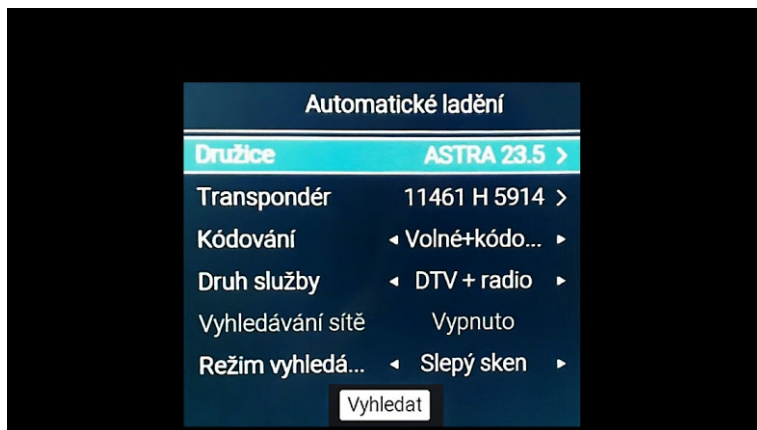 Automatické ladění
Družice ASTRA 23.5 >
Transpondér 11461 H 5914 >
Kódování ◂ Volné+kódo... ▸
Druh služby ◂ DTV + radio ▸
Vyhledávání sítě Vypnuto
Režim vyhledá... ◂ Slepý sken ▸
Vyhledat